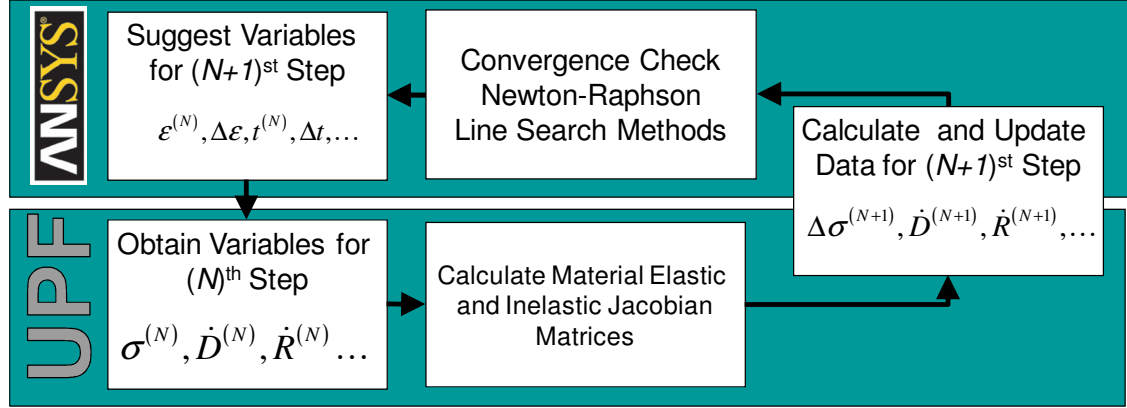 ANSYS®
Suggest Variables
for (N+1)ˢᵗ Step
ε⁽ᴺ⁾, Δε, t⁽ᴺ⁾, Δt, …
Convergence Check
Newton-Raphson
Line Search Methods
Calculate and Update
Data for (N+1)ˢᵗ Step
Δσ⁽ᴺ⁺¹⁾, Ḋ⁽ᴺ⁺¹⁾, Ṙ⁽ᴺ⁺¹⁾, …
UPF
Obtain Variables for
(N)ᵗʰ Step
σ⁽ᴺ⁾, Ḋ⁽ᴺ⁾, Ṙ⁽ᴺ⁾ …
Calculate Material Elastic
and Inelastic Jacobian
Matrices